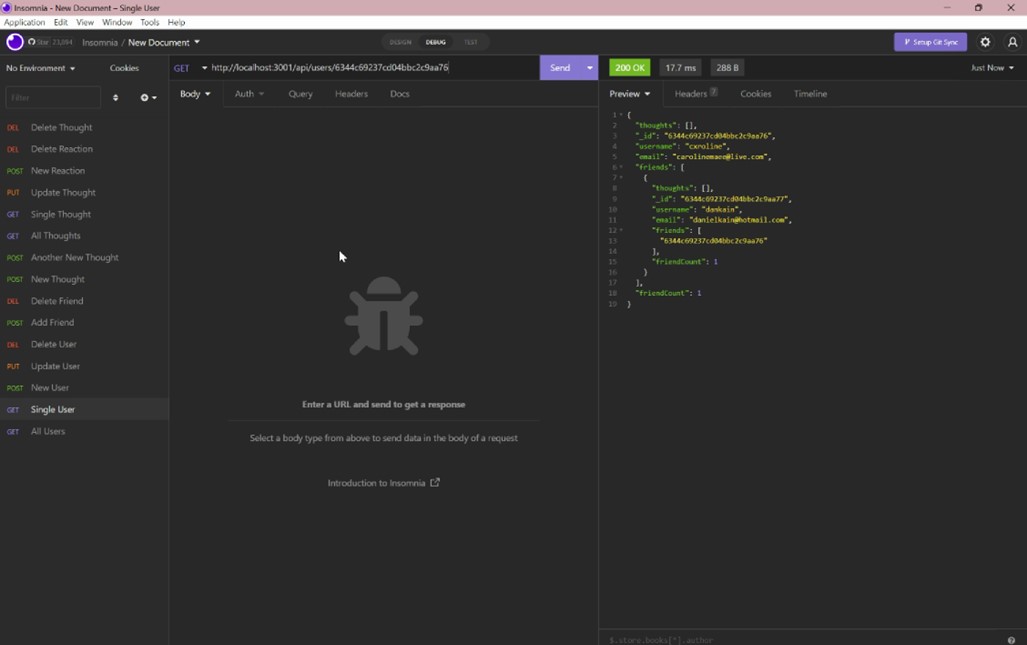 Insomnia - New Document – Single User
Application Edit View Window Tools Help
Star 23,094 Insomnia / New Document DESIGN DEBUG TEST Setup Git Sync
No Environment Cookies GET http://localhost:3001/api/users/6344c69237cd04bbc2c9aa76 Send 200 OK 17.7 ms 288 B Just Now
Filter Body Auth Query Headers Docs Preview Headers 7 Cookies Timeline
DEL Delete Thought
DEL Delete Reaction
POST New Reaction
PUT Update Thought
GET Single Thought
GET All Thoughts
POST Another New Thought
POST New Thought
DEL Delete Friend
POST Add Friend
DEL Delete User
PUT Update User
POST New User
GET Single User
GET All Users
Enter a URL and send to get a response
Select a body type from above to send data in the body of a request
Introduction to Insomnia
1 {
2 "thoughts": [],
3 "_id": "6344c69237cd04bbc2c9aa76",
4 "username": "cxroline",
5 "email": "carolinemaee@live.com",
6 "friends": [
7 {
8 "thoughts": [],
9 "_id": "6344c69237cd04bbc2c9aa77",
10 "username": "damkain",
11 "email": "danielkain@hotmail.com",
12 "friends": [
13 "6344c69237cd04bbc2c9aa76"
14 ],
15 "friendCount": 1
16 }
17 ],
18 "friendCount": 1
19 }
$.store.books[*].author